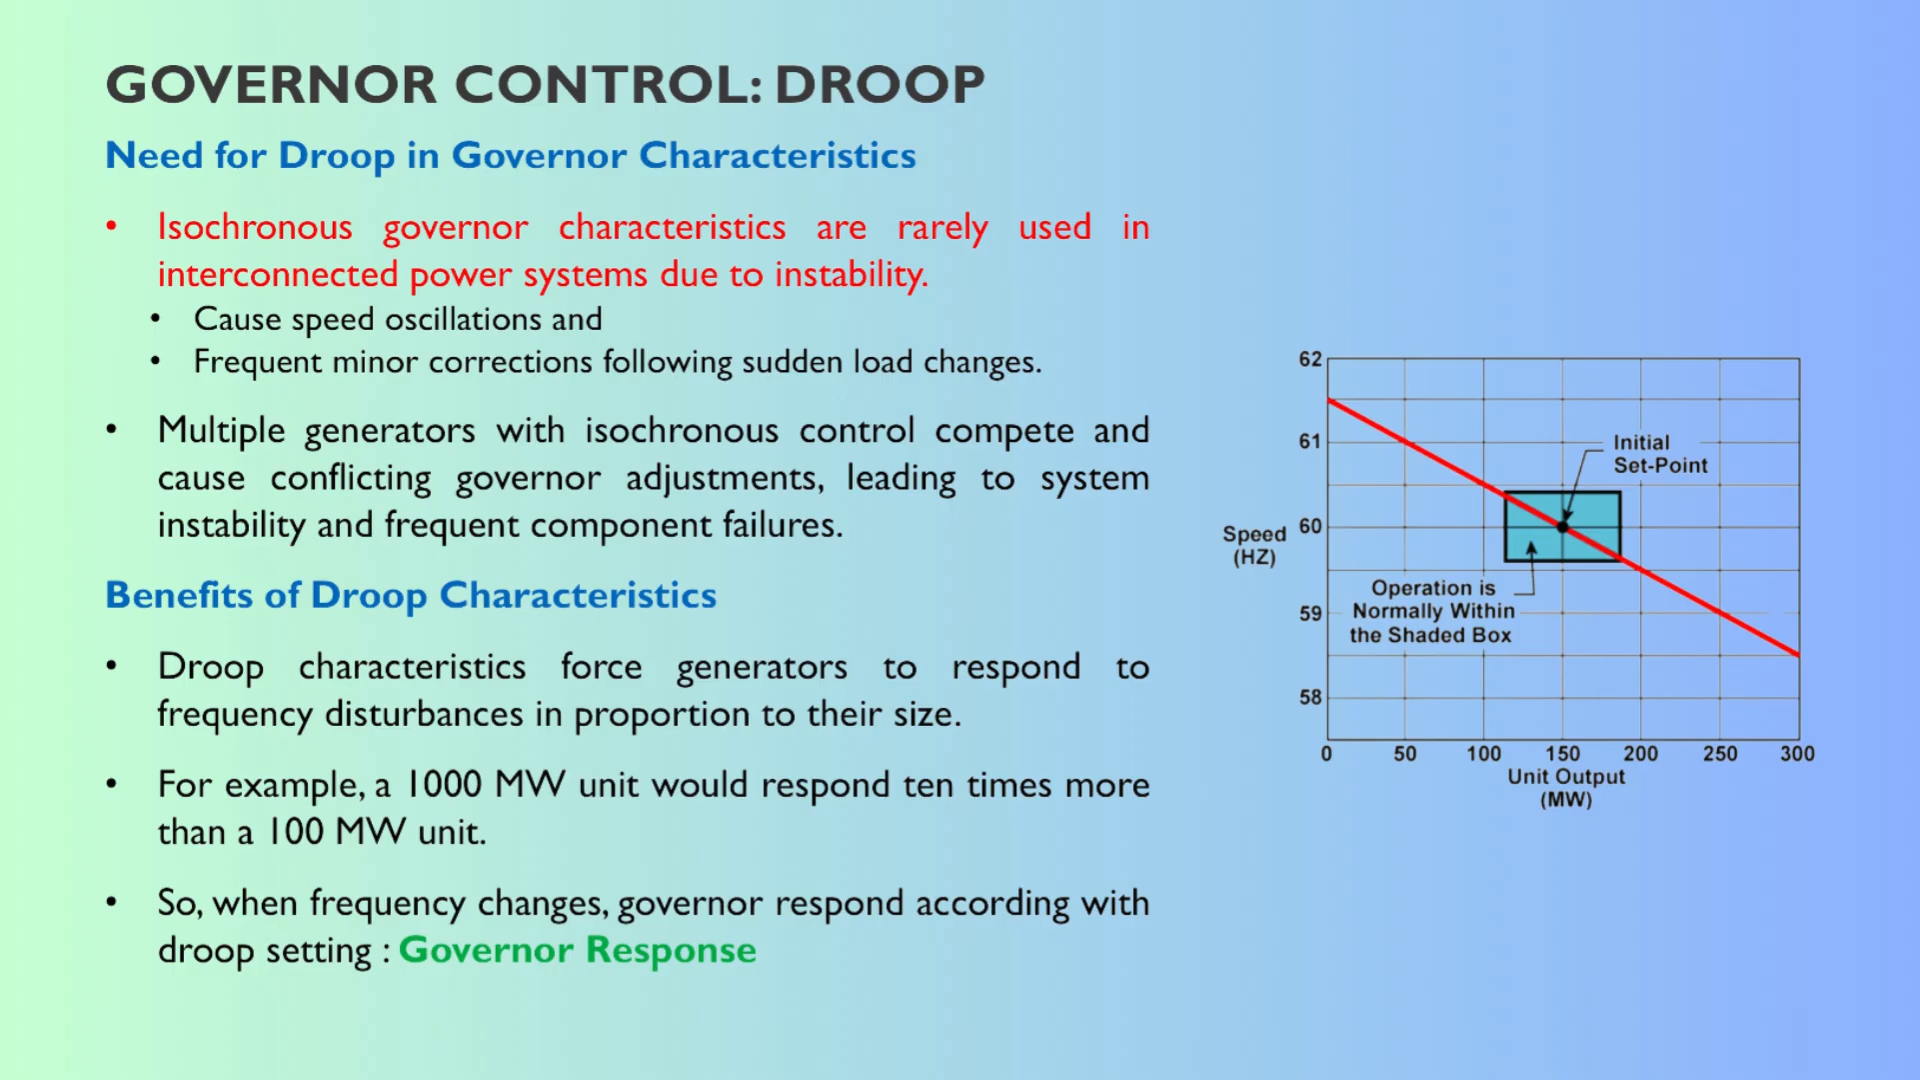 GOVERNOR CONTROL: DROOP
Need for Droop in Governor Characteristics
• Isochronous governor characteristics are rarely used in
interconnected power systems due to instability.
• Cause speed oscillations and
• Frequent minor corrections following sudden load changes.
• Multiple generators with isochronous control compete and
cause conflicting governor adjustments, leading to system
instability and frequent component failures.
Benefits of Droop Characteristics
• Droop characteristics force generators to respond to
frequency disturbances in proportion to their size.
• For example, a 1000 MW unit would respond ten times more
than a 100 MW unit.
• So, when frequency changes, governor respond according with
droop setting : Governor Response
62
61
60
59
58
Speed
(HZ)
Initial
Set-Point
Operation is
Normally Within
the Shaded Box
0 50 100 150 200 250 300
Unit Output
(MW)